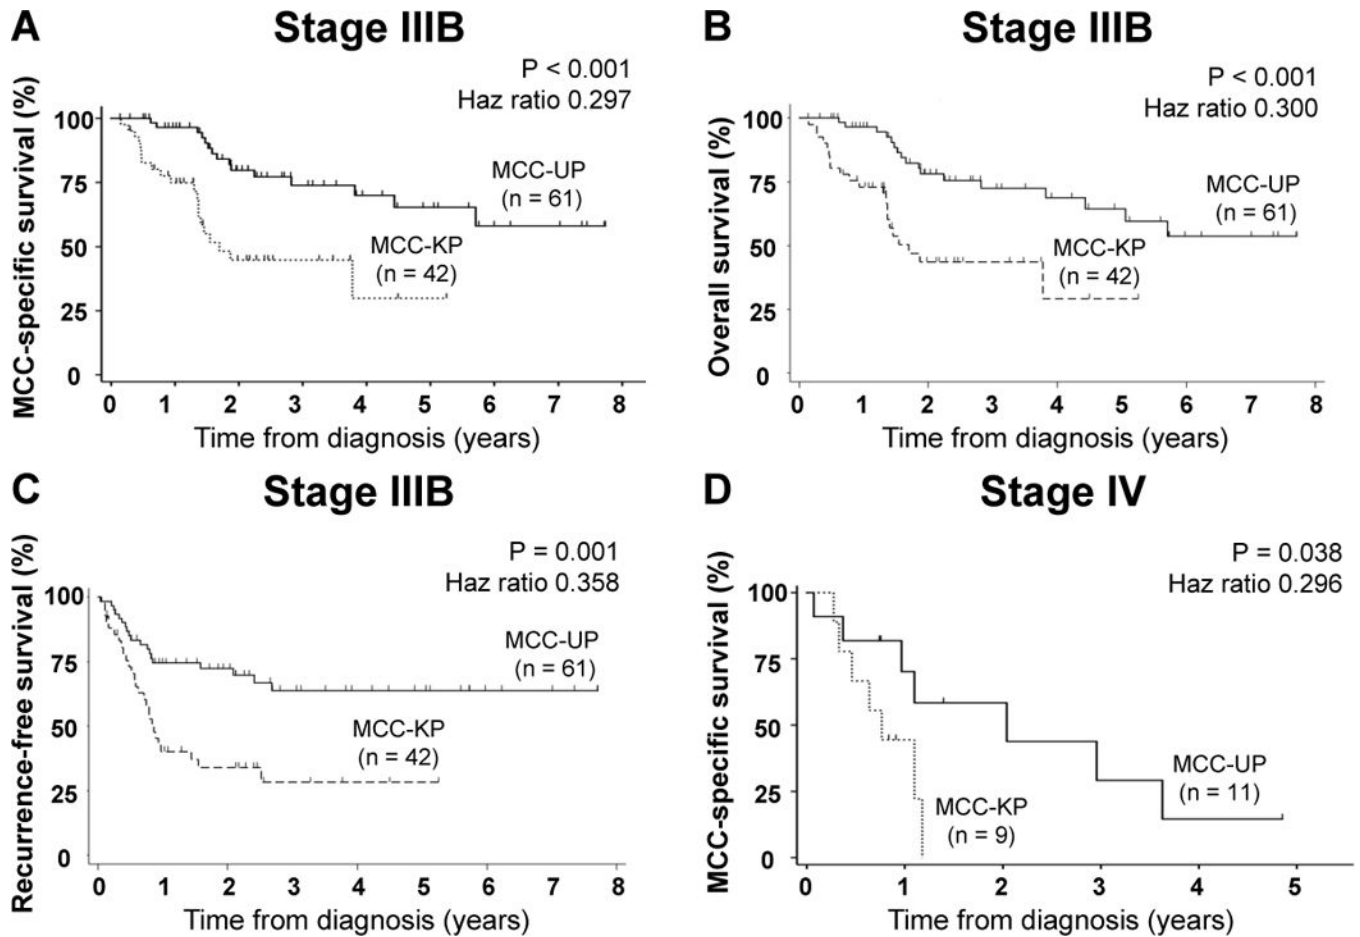 A
Stage IIIB
P < 0.001
Haz ratio 0.297
MCC-specific survival (%)
100
75
50
25
0
MCC-UP
(n = 61)
MCC-KP
(n = 42)
0 1 2 3 4 5 6 7 8
Time from diagnosis (years)
B
Stage IIIB
P < 0.001
Haz ratio 0.300
Overall survival (%)
100
75
50
25
0
MCC-UP
(n = 61)
MCC-KP
(n = 42)
0 1 2 3 4 5 6 7 8
Time from diagnosis (years)
C
Stage IIIB
P = 0.001
Haz ratio 0.358
Recurrence-free survival (%)
100
75
50
25
0
MCC-UP
(n = 61)
MCC-KP
(n = 42)
0 1 2 3 4 5 6 7 8
Time from diagnosis (years)
D
Stage IV
P = 0.038
Haz ratio 0.296
MCC-specific survival (%)
100
75
50
25
0
MCC-UP
(n = 11)
MCC-KP
(n = 9)
0 1 2 3 4 5
Time from diagnosis (years)